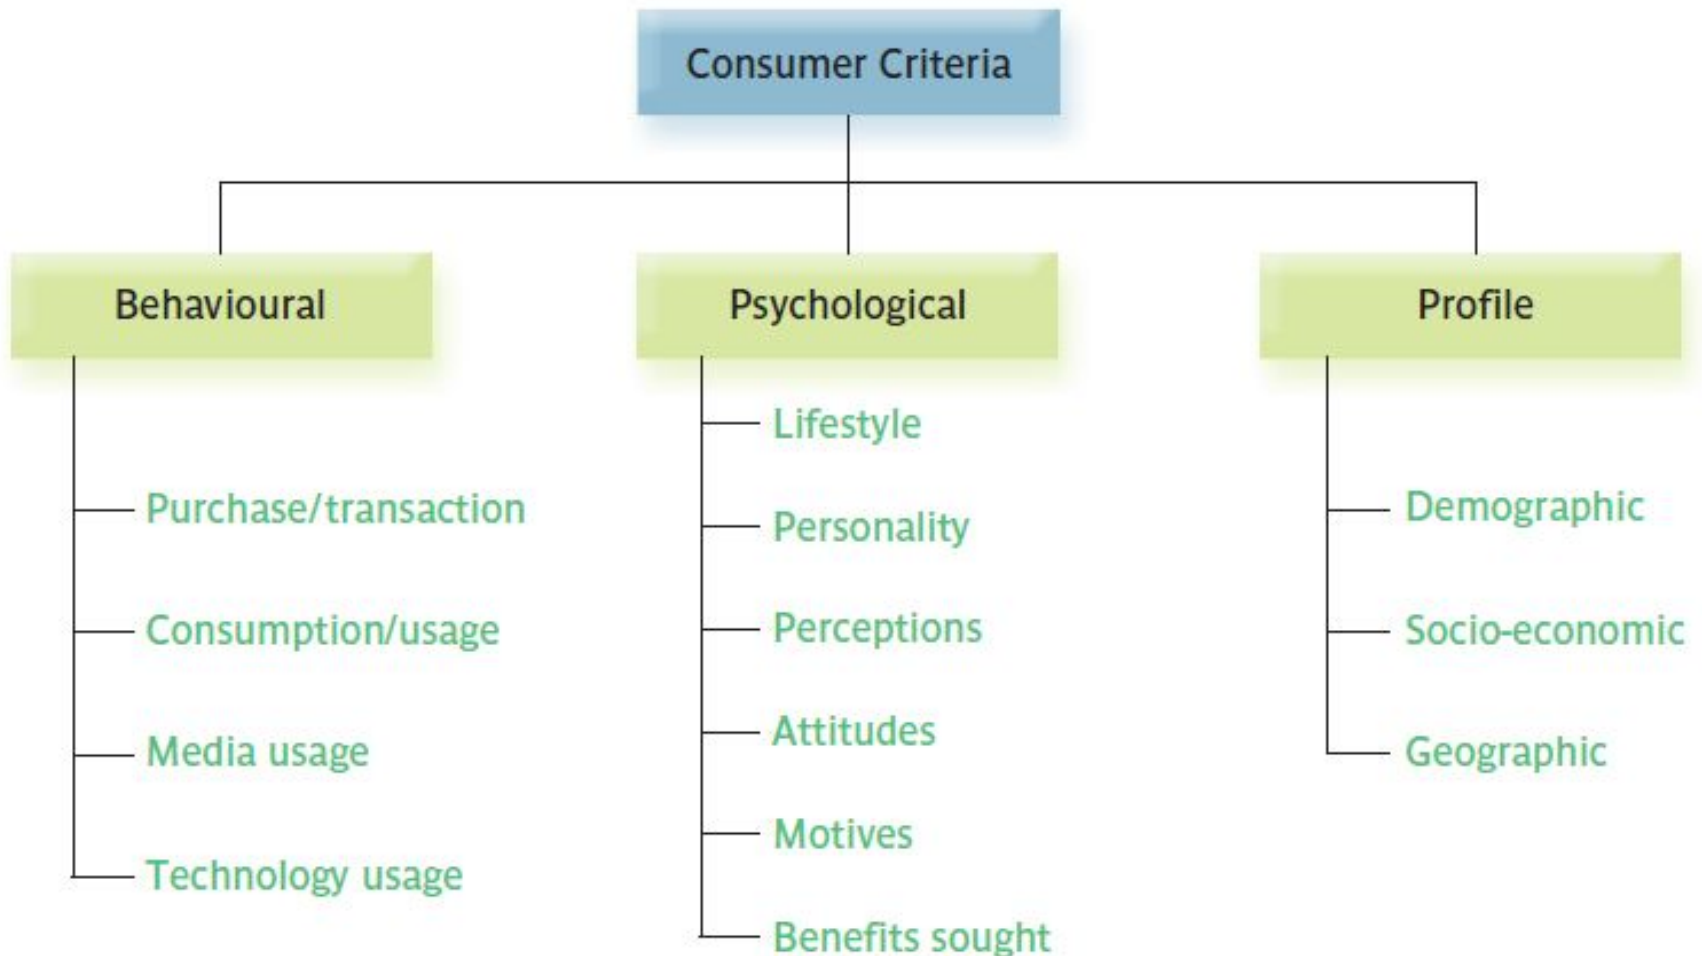 Consumer Criteria
Behavioural
Purchase/transaction
Consumption/usage
Media usage
Technology usage
Psychological
Lifestyle
Personality
Perceptions
Attitudes
Motives
Benefits sought
Profile
Demographic
Socio-economic
Geographic